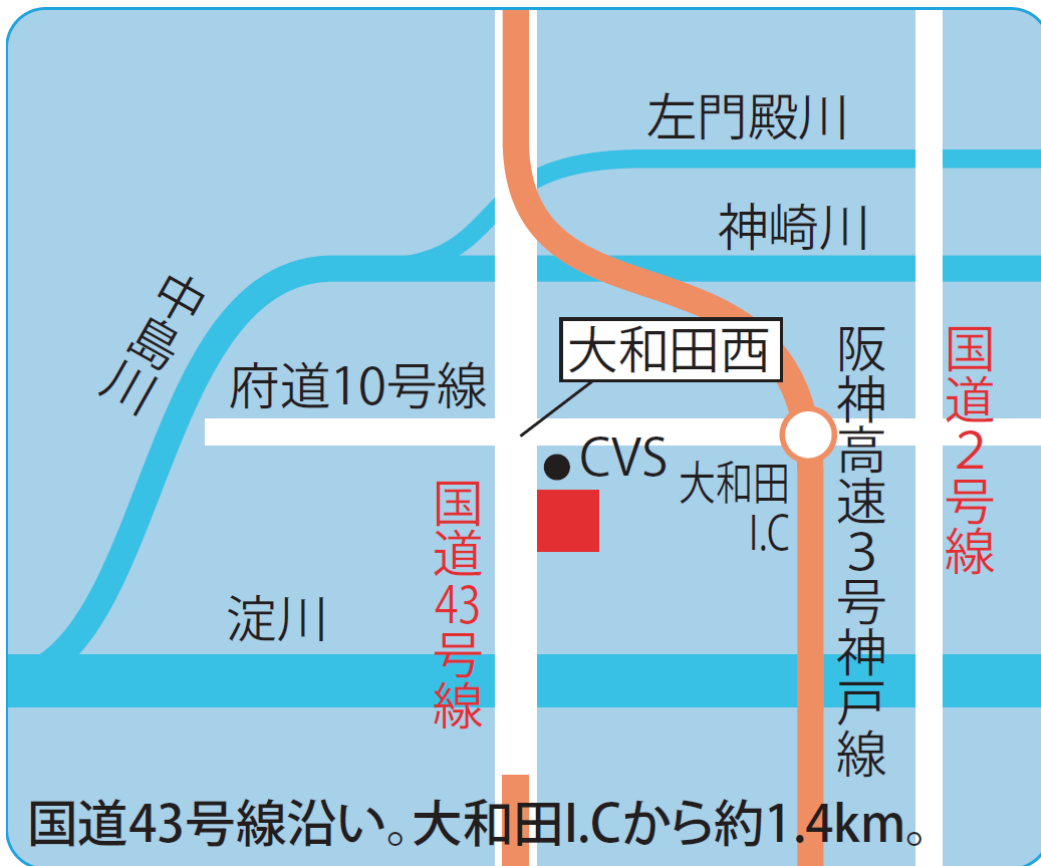 左門殿川
神崎川
中島川
大和田西
府道10号線
阪神高速3号神戸線
国道2号線
CVS
大和田
I.C
国道43号線
淀川
国道43号線沿い。大和田I.Cから約1.4km。